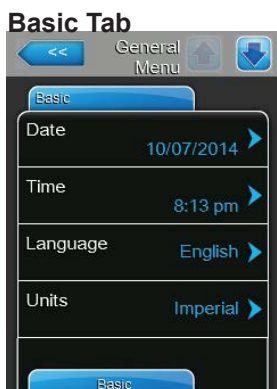 Basic Tab
<<
General
Menu
Basic
Date
10/07/2014
Time
8:13 pm
Language
English
Units
Imperial
Basic